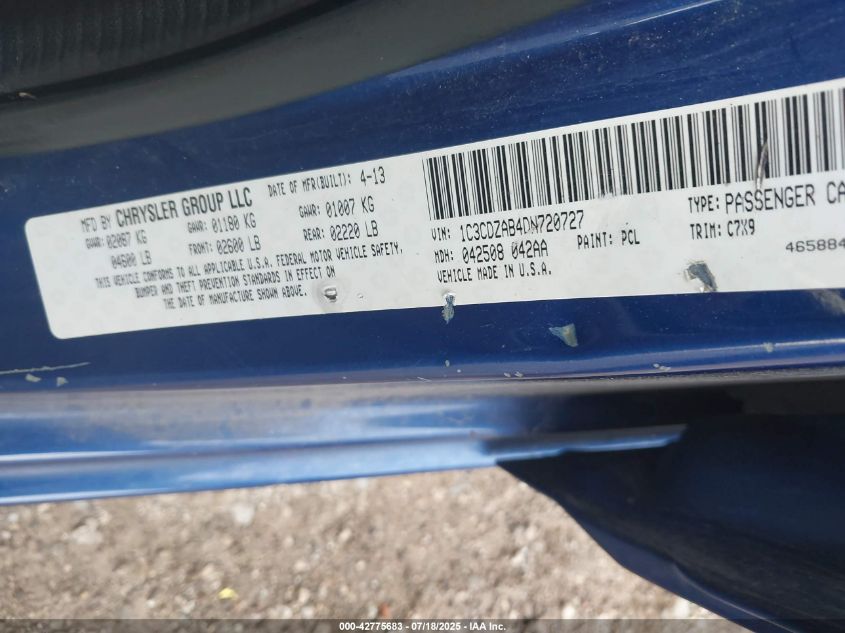 MFD BY CHRYSLER GROUP LLC DATE OF MFR(BUILT): 4-13
GVWR: 02087 KG GAWR: 01180 KG GAWR: 01007 KG
04600 LB FRONT: 02600 LB REAR: 02220 LB
THIS VEHICLE CONFORMS TO ALL APPLICABLE U.S.A. FEDERAL MOTOR VEHICLE SAFETY,
BUMPER AND THEFT PREVENTION STANDARDS IN EFFECT ON
THE DATE OF MANUFACTURE SHOWN ABOVE.
VIN: 1C3CDZAB4DN720727 TYPE: PASSENGER CA
MDH: 042508 042AA PAINT: PCL TRIM: C7X9
VEHICLE MADE IN U.S.A. 46588
000-42775683 / 07/18/2025 - IAA Inc.